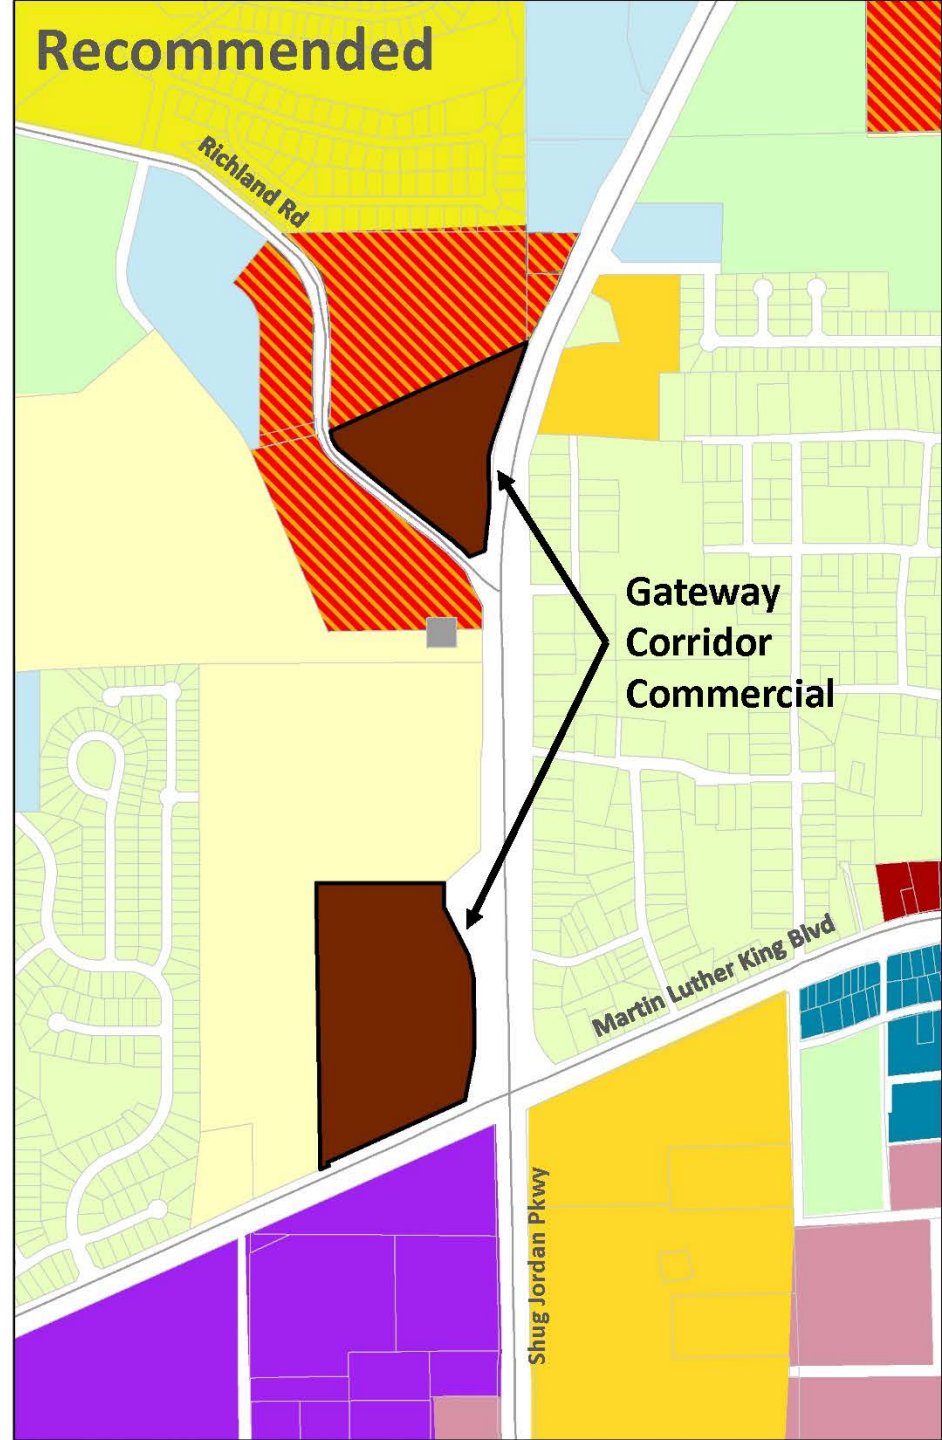 Recommended
Richland Rd
Gateway
Corridor
Commercial
Martin Luther King Blvd
Shug Jordan Pkwy